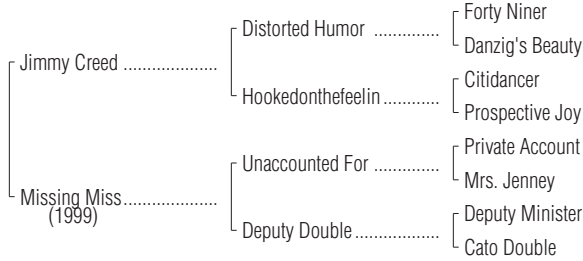 Forty Niner
Distorted Humor ..............
Danzig's Beauty
Jimmy Creed ....................
Citidancer
Hookedonthefeelin ............
Prospective Joy
Private Account
Unaccounted For ..............
Mrs. Jenney
Missing Miss ....................
(1999)
Deputy Minister
Deputy Double ..................
Cato Double